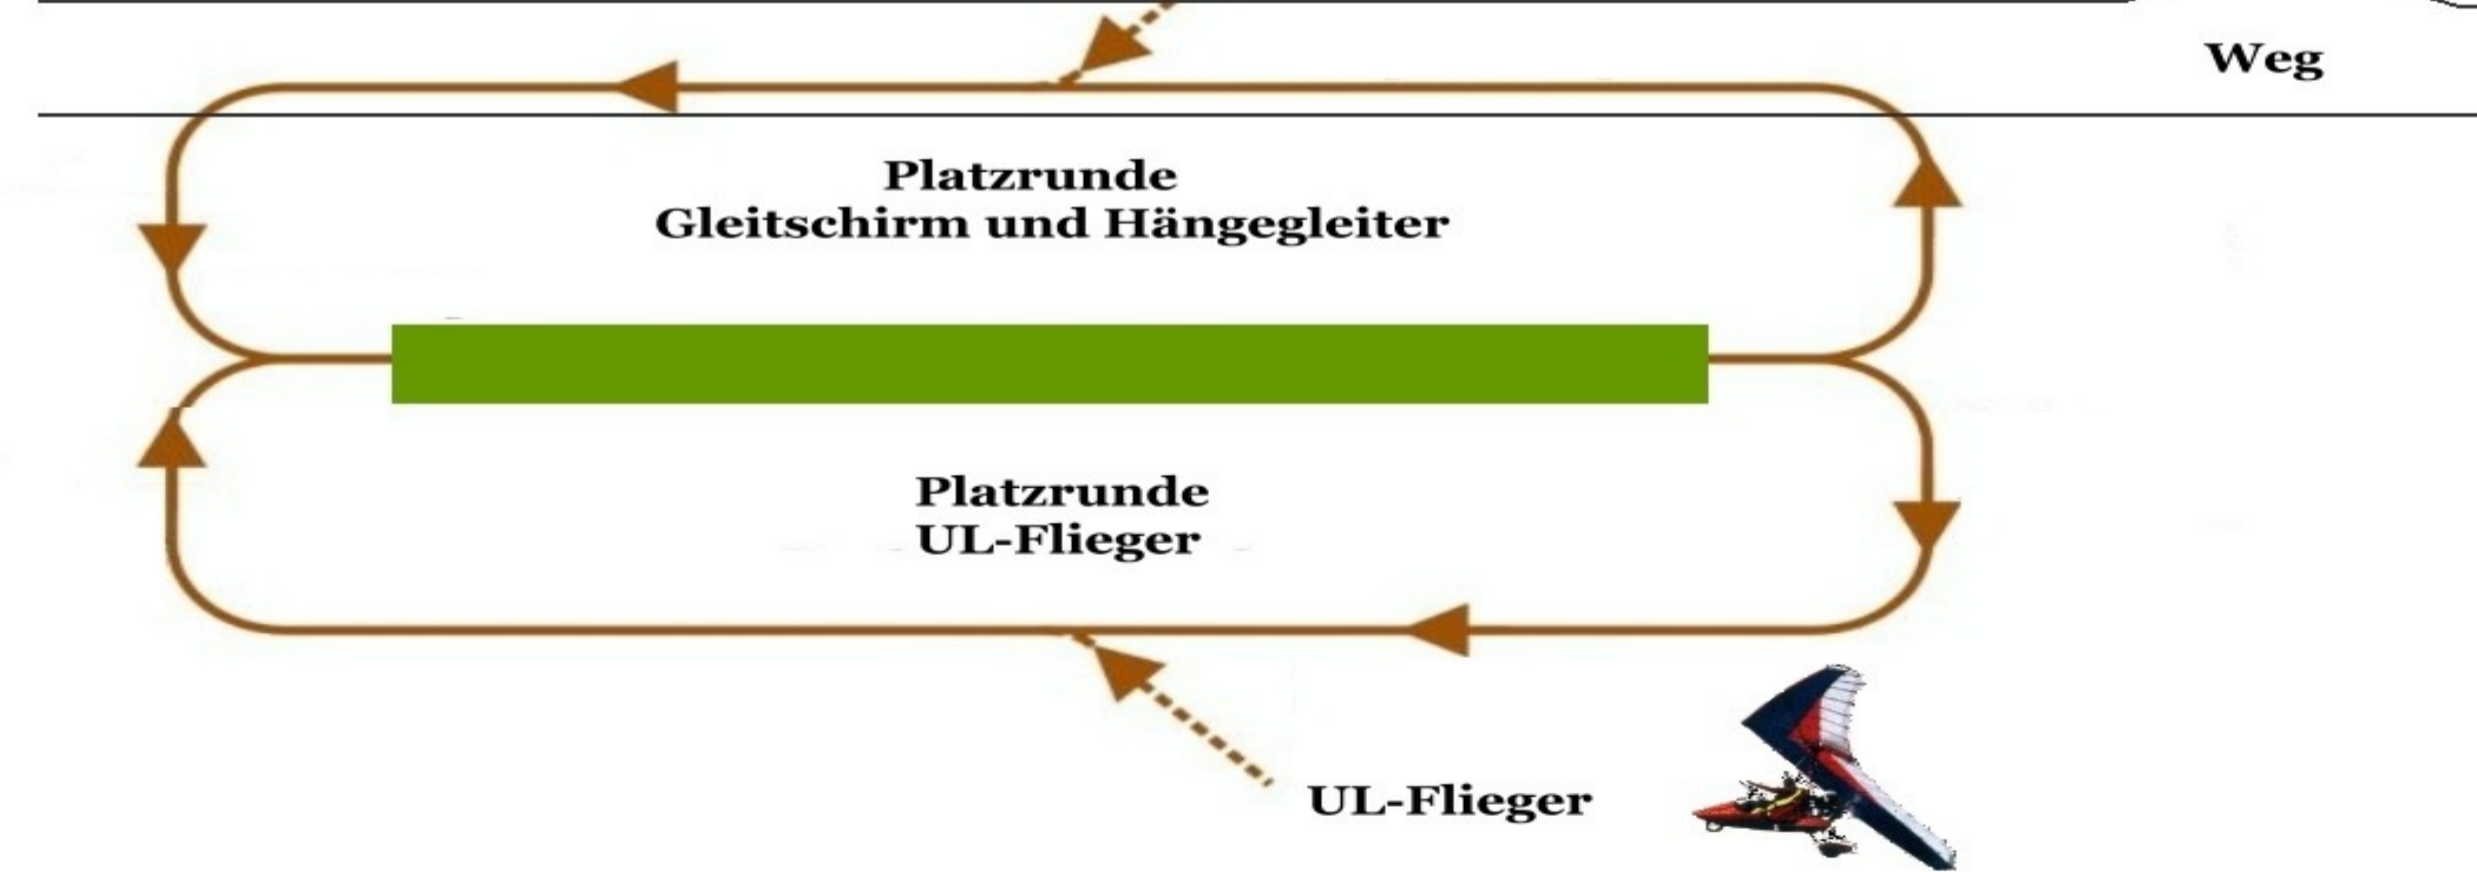 Weg
Platzrunde
Gleitschirm und Hängegleiter
Platzrunde
UL-Flieger
UL-Flieger